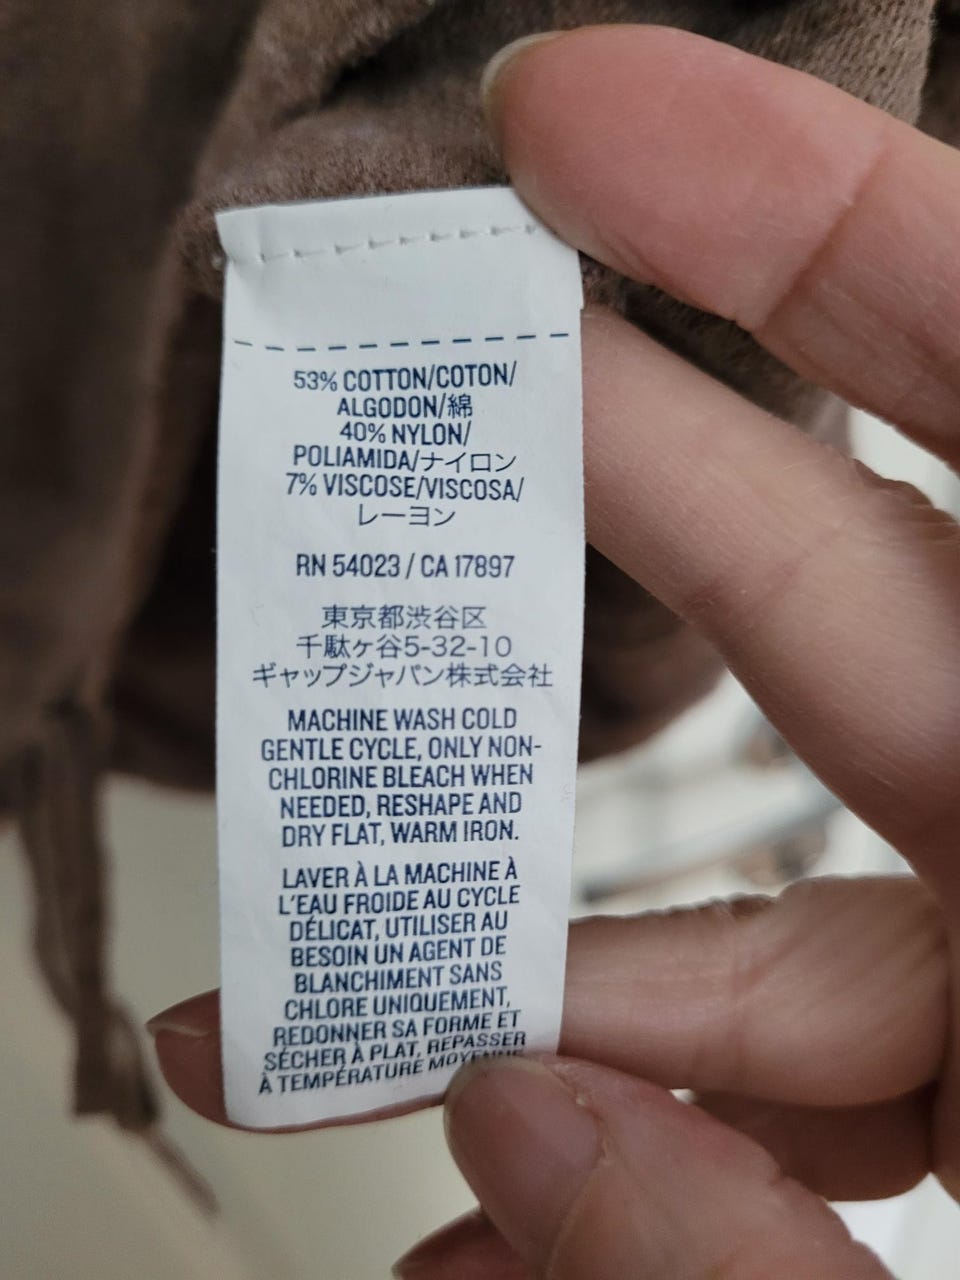 53% COTTON/COTON/
ALGODON/綿
40% NYLON/
POLIAMIDA/ナイロン
7% VISCOSE/VISCOSA/
レーヨン
RN 54023 / CA 17897
東京都渋谷区
千駄ヶ谷5-32-10
ギャップジャパン株式会社
MACHINE WASH COLD
GENTLE CYCLE, ONLY NON-
CHLORINE BLEACH WHEN
NEEDED, RESHAPE AND
DRY FLAT, WARM IRON.
LAVER À LA MACHINE À
L'EAU FROIDE AU CYCLE
DÉLICAT, UTILISER AU
BESOIN UN AGENT DE
BLANCHIMENT SANS
CHLORE UNIQUEMENT,
REDONNER SA FORME ET
SÉCHER À PLAT, REPASSER
À TEMPÉRATURE MOYENNE